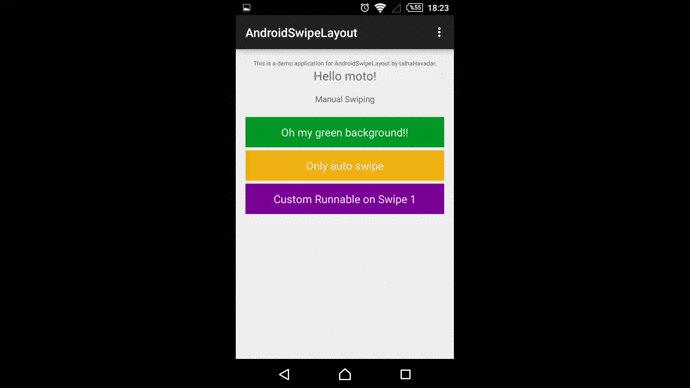 %55 18:23
AndroidSwipeLayout
This is a demo application for AndroidSwipeLayout by talhaHavadar.
Hello moto!
Manual Swiping
Oh my green background!!
Only auto swipe
Custom Runnable on Swipe 1